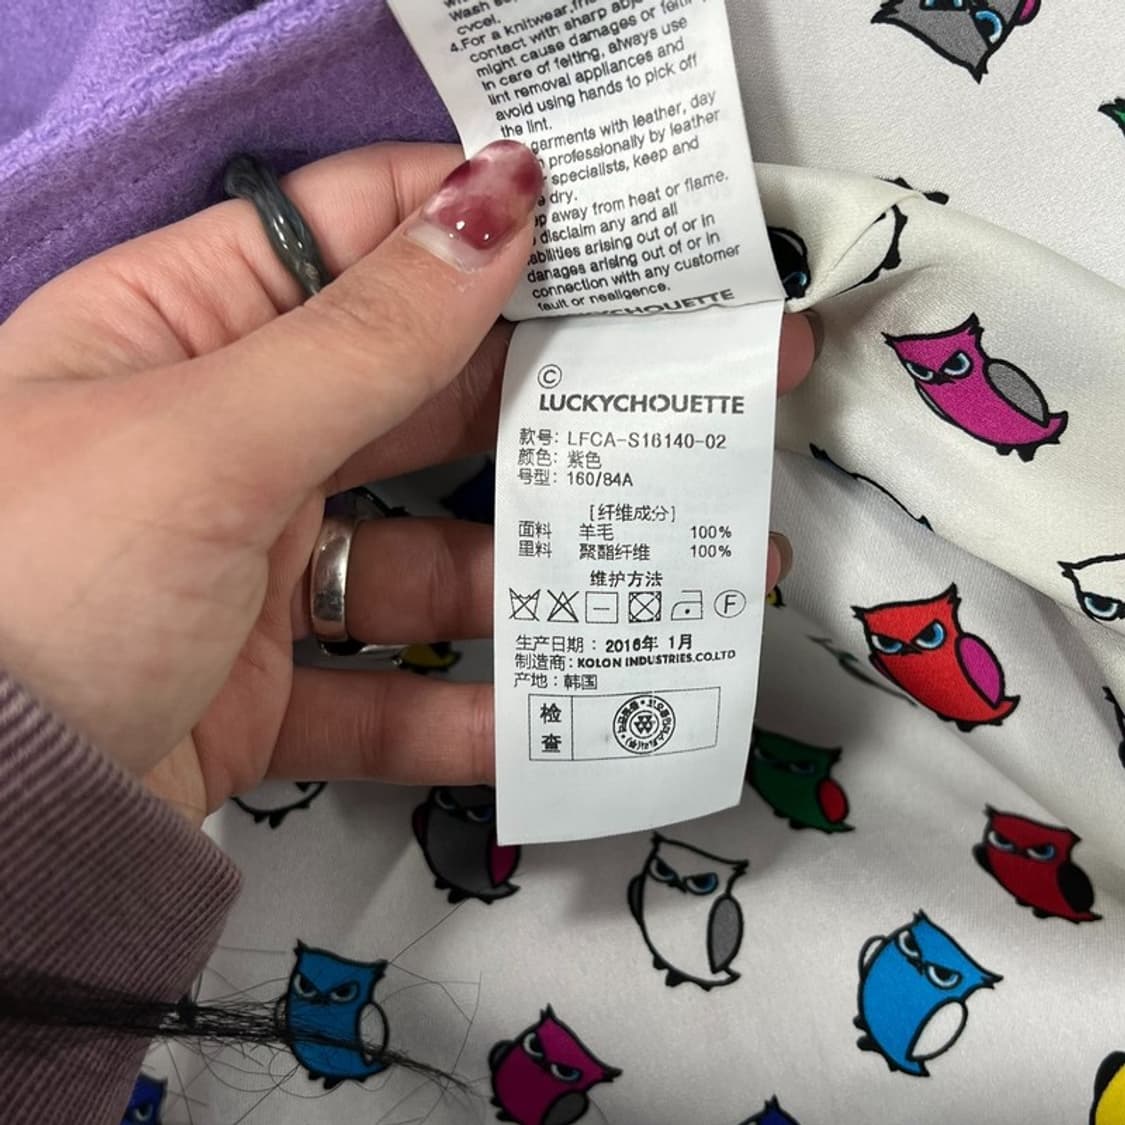 Wash
cycel.
4.For a knitwear,
contact with sharp
might cause damages or
In care of felting, always use
lint removal appliances and
avoid using hands to pick off
the lint.
garments with leather, day
professionally by leather
specialists, keep and
dry.
away from heat or flame.
disclaim any and all
abilities arising out of or in
danages arising out of or in
connection with any customer
fault or negligence.
KYCHOUETTE
©
LUCKYCHOUETTE
款号: LFCA-S16140-02
颜色: 紫色
号型: 160/84A
[纤维成分]
面料 羊毛 100%
里料 聚酯纤维 100%
维护方法
F
生产日期：2016年 1月
制造商: KOLON INDUSTRIES.CO.LTD
产地：韩国
检
查